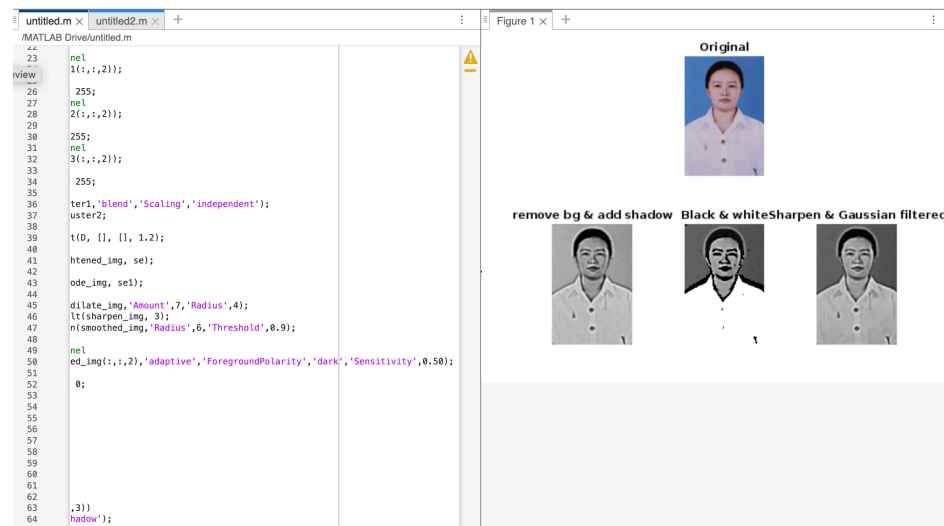 untitled.m × untitled2.m × +
/MATLAB Drive/untitled.m
22
23 nel
1(:,:,2));
eview
26 255;
27 nel
28 2(:,:,2));
29
30 255;
31 nel
32 3(:,:,2));
33
34 255;
35
36 ter1,'blend','Scaling','independent');
37 uster2;
38
39 t(D, [], [], 1.2);
40
41 htened_img, se);
42
43 ode_img, se1);
44
45 dilate_img,'Amount',7,'Radius',4);
46 lt(sharpen_img, 3);
47 n(smoothed_img,'Radius',6,'Threshold',0.9);
48
49 nel
50 ed_img(:,:,2),'adaptive','ForegroundPolarity','dark','Sensitivity',0.50);
51
52 0;
53
54
55
56
57
58
59
60
61
62
63 ,3))
64 hadow');
Figure 1 × +
Original
remove bg & add shadow Black & whiteSharpen & Gaussian filtered